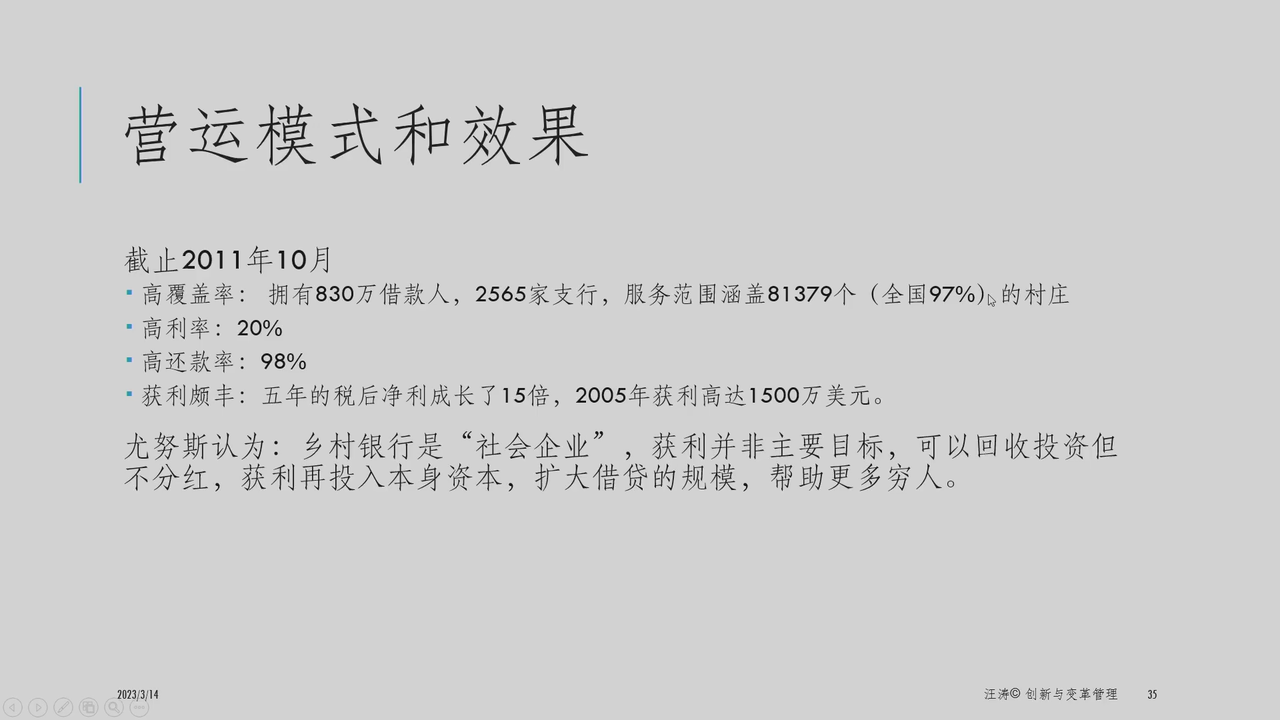 营运模式和效果
截止2011年10月
▪ 高覆盖率： 拥有830万借款人，2565家支行，服务范围涵盖81379个（全国97%)的村庄
▪ 高利率：20%
▪ 高还款率：98%
▪ 获利颇丰：五年的税后净利成长了15倍，2005年获利高达1500万美元。
尤努斯认为：乡村银行是“社会企业”，获利并非主要目标，可以回收投资但
不分红，获利再投入本身资本，扩大借贷的规模，帮助更多穷人。
2023/3/14
汪涛© 创新与变革管理
35